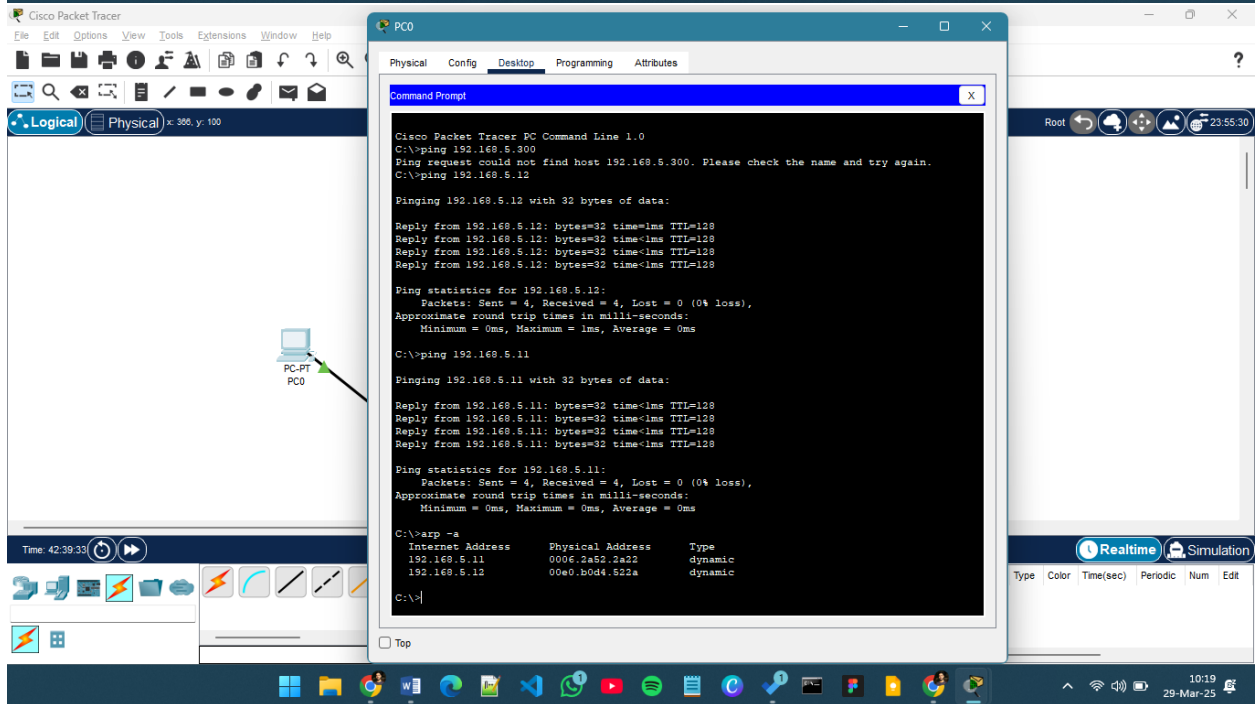 Cisco Packet Tracer
File Edit Options View Tools Extensions Window Help
?
Logical Physical x: 366, y: 100
Root 23:55:30
PC-PT
PC0
PC0
Physical Config Desktop Programming Attributes
Command Prompt X
Cisco Packet Tracer PC Command Line 1.0
C:\>ping 192.168.5.300
Ping request could not find host 192.168.5.300. Please check the name and try again.
C:\>ping 192.168.5.12
Pinging 192.168.5.12 with 32 bytes of data:
Reply from 192.168.5.12: bytes=32 time=1ms TTL=128
Reply from 192.168.5.12: bytes=32 time<1ms TTL=128
Reply from 192.168.5.12: bytes=32 time<1ms TTL=128
Reply from 192.168.5.12: bytes=32 time<1ms TTL=128
Ping statistics for 192.168.5.12:
Packets: Sent = 4, Received = 4, Lost = 0 (0% loss),
Approximate round trip times in milli-seconds:
Minimum = 0ms, Maximum = 1ms, Average = 0ms
C:\>ping 192.168.5.11
Pinging 192.168.5.11 with 32 bytes of data:
Reply from 192.168.5.11: bytes=32 time<1ms TTL=128
Reply from 192.168.5.11: bytes=32 time<1ms TTL=128
Reply from 192.168.5.11: bytes=32 time<1ms TTL=128
Reply from 192.168.5.11: bytes=32 time<1ms TTL=128
Ping statistics for 192.168.5.11:
Packets: Sent = 4, Received = 4, Lost = 0 (0% loss),
Approximate round trip times in milli-seconds:
Minimum = 0ms, Maximum = 0ms, Average = 0ms
C:\>arp -a
Internet Address Physical Address Type
192.168.5.11 0006.2a52.2a22 dynamic
192.168.5.12 00e0.b0d4.522a dynamic
C:\>
Top
Time: 42:39:33
Realtime Simulation
Type Color Time(sec) Periodic Num Edit
10:19
29-Mar-25